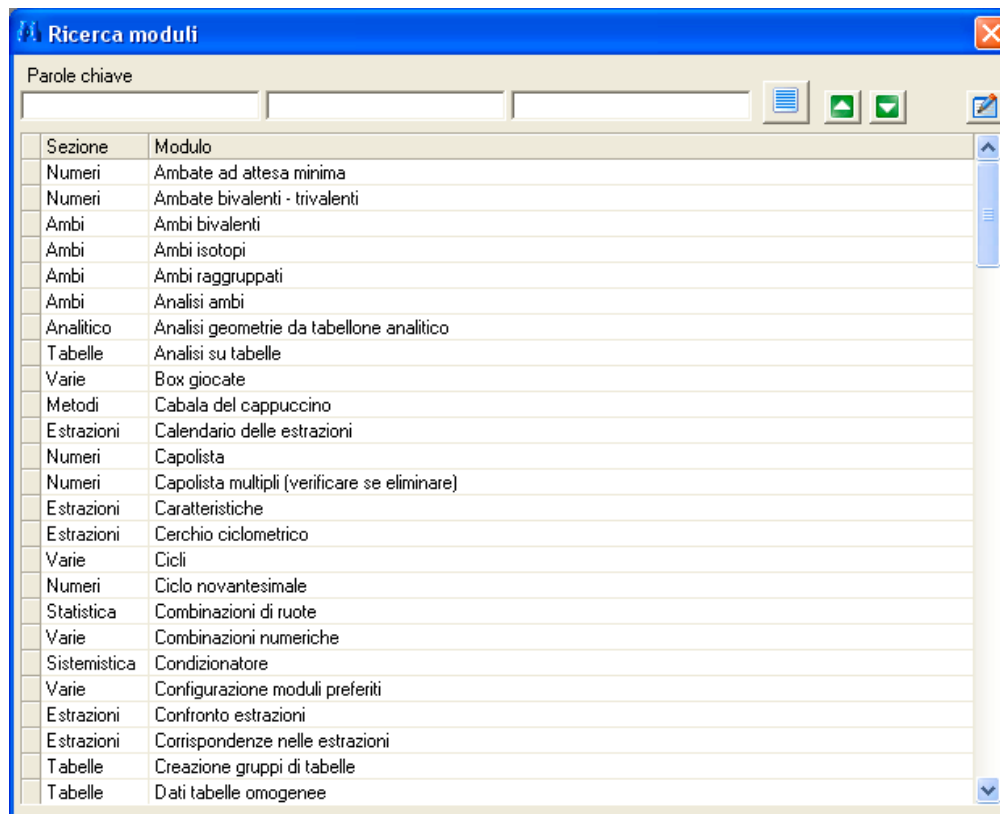 Ricerca moduli
Parole chiave
Sezione Modulo
Numeri Ambate ad attesa minima
Numeri Ambate bivalenti - trivalenti
Ambi Ambi bivalenti
Ambi Ambi isotopi
Ambi Ambi raggruppati
Ambi Analisi ambi
Analitico Analisi geometrie da tabellone analitico
Tabelle Analisi su tabelle
Varie Box giocate
Metodi Cabala del cappuccino
Estrazioni Calendario delle estrazioni
Numeri Capolista
Numeri Capolista multipli (verificare se eliminare)
Estrazioni Caratteristiche
Estrazioni Cerchio ciclometrico
Varie Cicli
Numeri Ciclo novantesimale
Statistica Combinazioni di ruote
Varie Combinazioni numeriche
Sistemistica Condizionatore
Varie Configurazione moduli preferiti
Estrazioni Confronto estrazioni
Estrazioni Corrispondenze nelle estrazioni
Tabelle Creazione gruppi di tabelle
Tabelle Dati tabelle omogenee